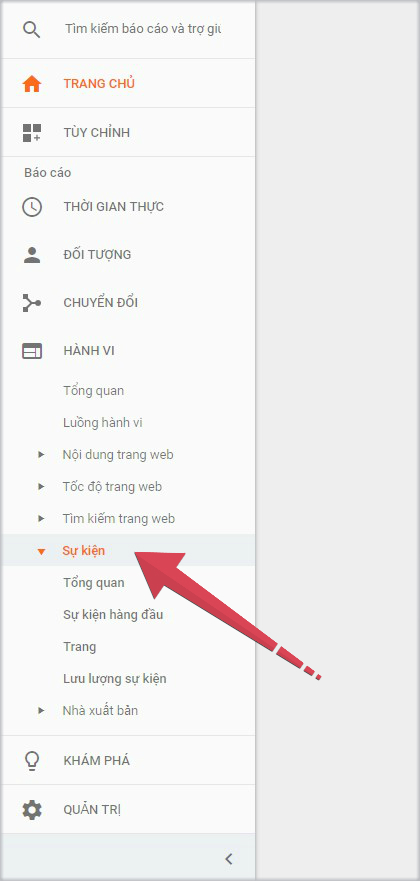 Tìm kiếm báo cáo và trợ giú
TRANG CHỦ
TÙY CHỈNH
Báo cáo
THỜI GIAN THỰC
ĐỐI TƯỢNG
CHUYỂN ĐỔI
HÀNH VI
Tổng quan
Luồng hành vi
Nội dung trang web
Tốc độ trang web
Tìm kiếm trang web
Sự kiện
Tổng quan
Sự kiện hàng đầu
Trang
Lưu lượng sự kiện
Nhà xuất bản
KHÁM PHÁ
QUẢN TRỊ